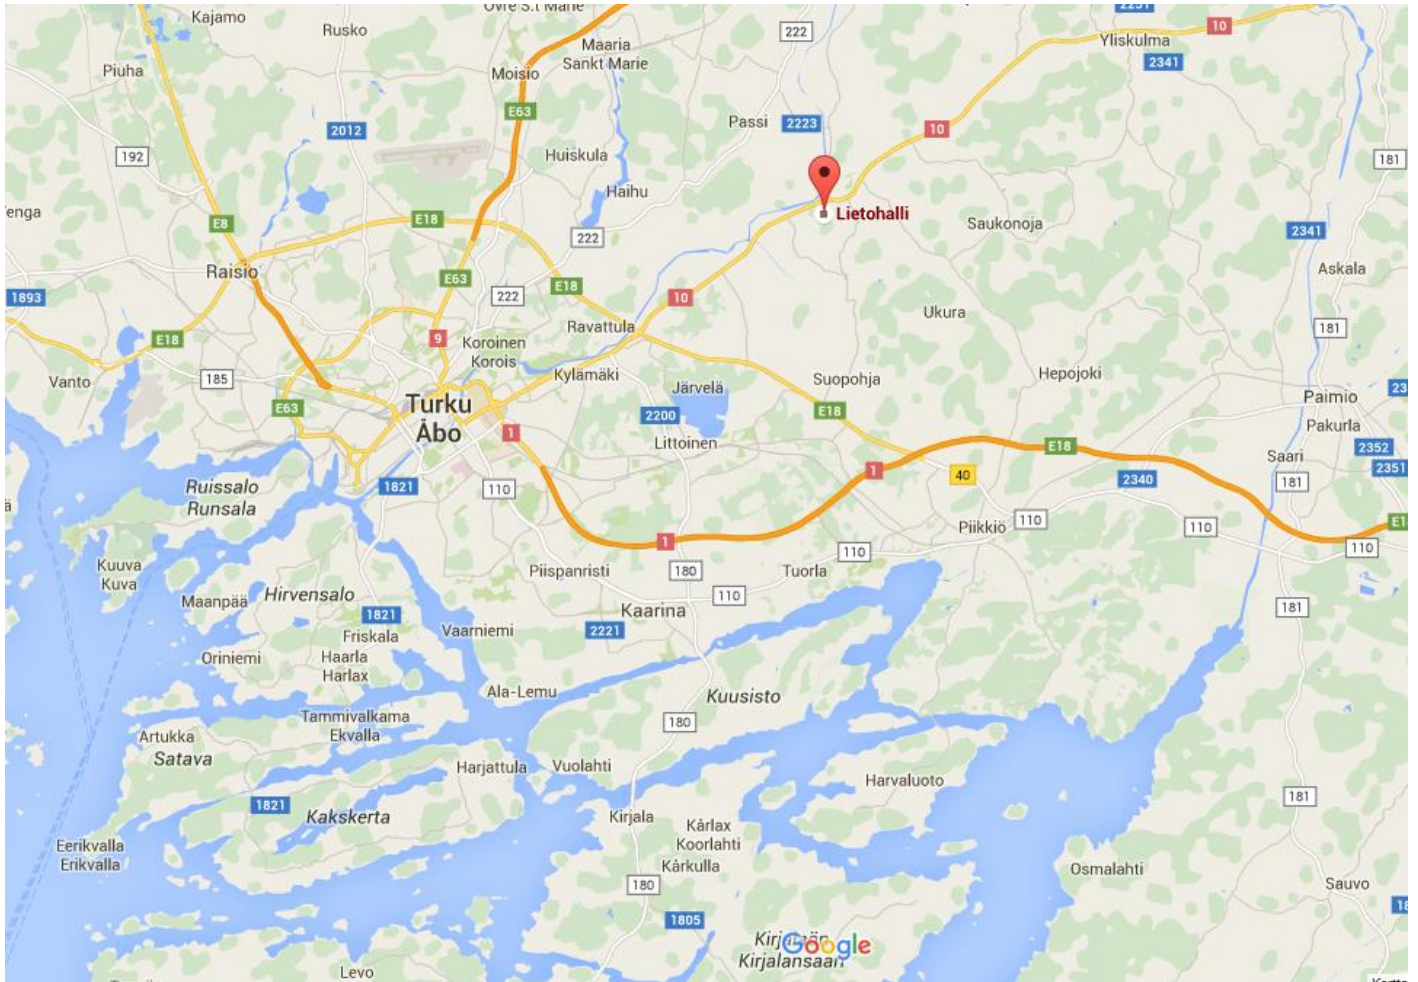 Övre S:t Marie
2251
Kajamo
Rusko
222
10
Yliskulma
Maaria
Sankt Marie
2341
Piuha
Moisio
E63
2012
Passi
2223
10
192
Huiskula
181
Haihu
Lietohalli
E8
E18
Saukonoja
222
2341
Raisio
E63
Askala
E18
1893
222
10
Ukura
Ravattula
181
E18
9
Koroinen
Korois
Vanto
185
Kylämäki
Järvelä
Suopohja
Hepojoki
Paimio
Turku
Åbo
E63
2200
E18
Pakurla
1
Littoinen
E18
2352
Saari
2351
1
40
Ruissalo
Runsala
1821
110
2340
181
Piikkiö
110
110
1
110
110
Kuuva
Kuva
Piispanristi
180
Tuorla
Maanpää
Hirvensalo
110
Kaarina
181
1821
Friskala
Vaarniemi
2221
Oriniemi
Haarla
Harlax
Ala-Lemu
Kuusisto
Tammivalkama
Ekvalla
180
Artukka
Satava
Harjattula
Vuolahti
Harvaluoto
1821
Kakskerta
Kirjala
181
Kårlax
Koorlahti
Kårkulla
Eerikvalla
Erikvalla
Osmalahti
180
Sauvo
1805
Google
Kirjalansaari
Levo